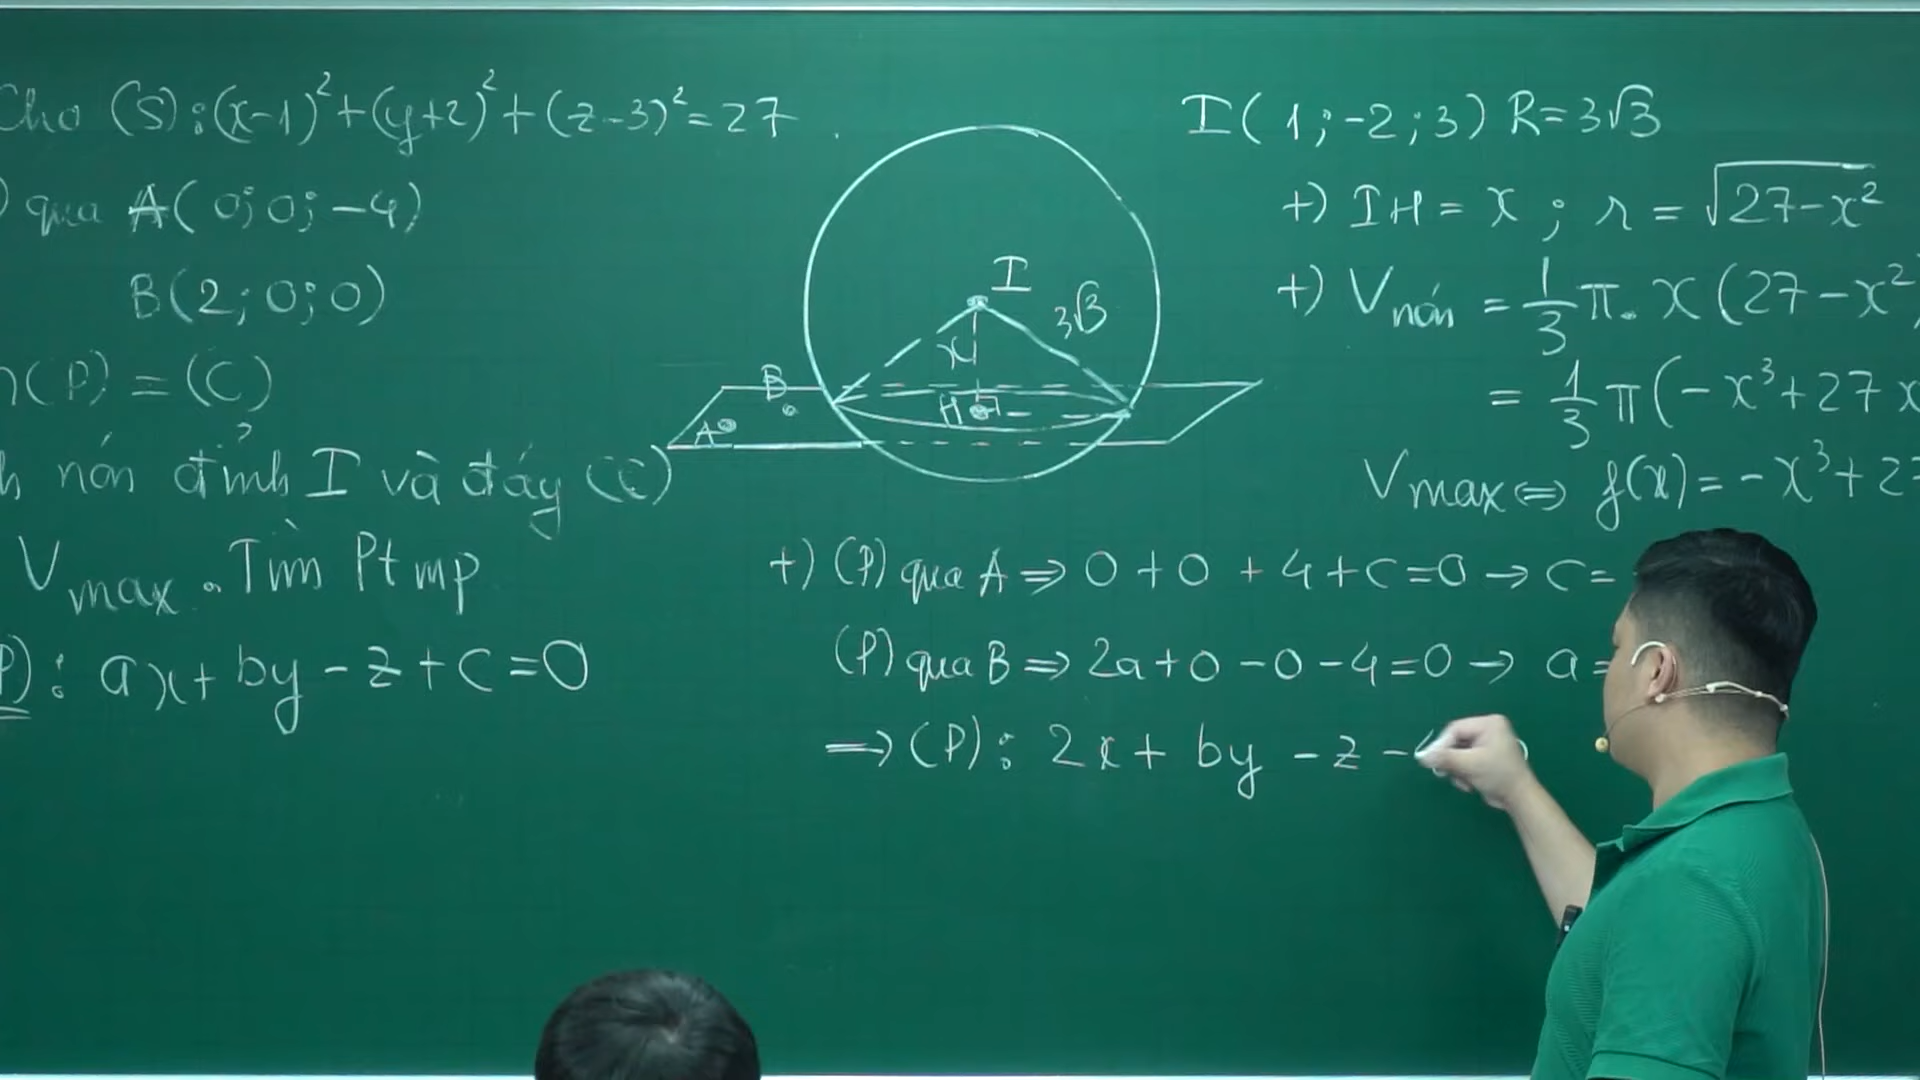 Cho (S): (x-1)²+(y+2)²+(z-3)²=27
) qua A(0;0;-4)
B(2;0;0)
(P) = (C)
nón đỉnh I và đáy (C)
Vmax. Tìm Pt mp
P): ax+by-z+c=0
I
3√3
x
B
A
H
I(1;-2;3) R=3√3
+) IH = x ; r = √27-x²
+) Vnón = 1/3 π. x(27-x²
= 1/3 π(-x³+27x
Vmax ⇔ f(x) = -x³+2
+) (P) qua A ⇒ 0+0+4+c=0 → c=
(P) qua B ⇒ 2a+0-0-4=0 → a=
⇒ (P): 2x+by-z-